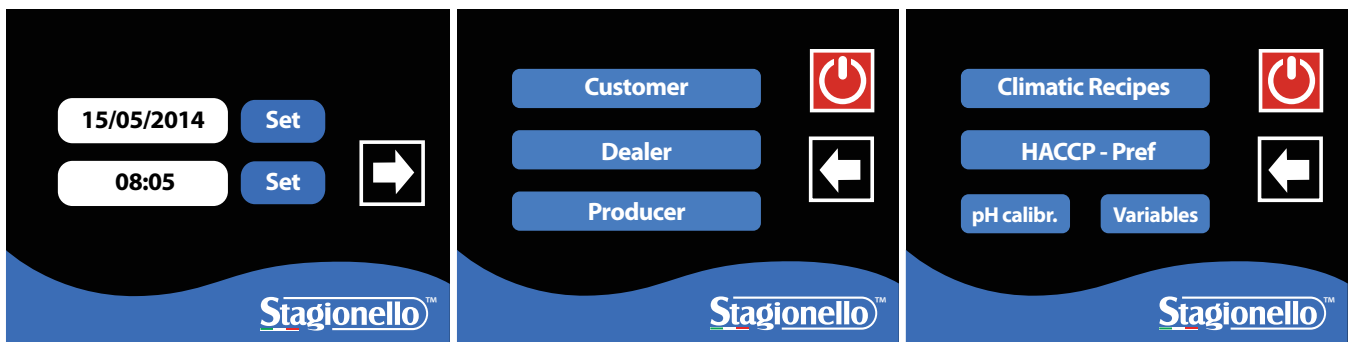 15/05/2014 Set
08:05 Set
Stagionello™
Customer
Dealer
Producer
Stagionello™
Climatic Recipes
HACCP - Pref
pH calibr. Variables
Stagionello™